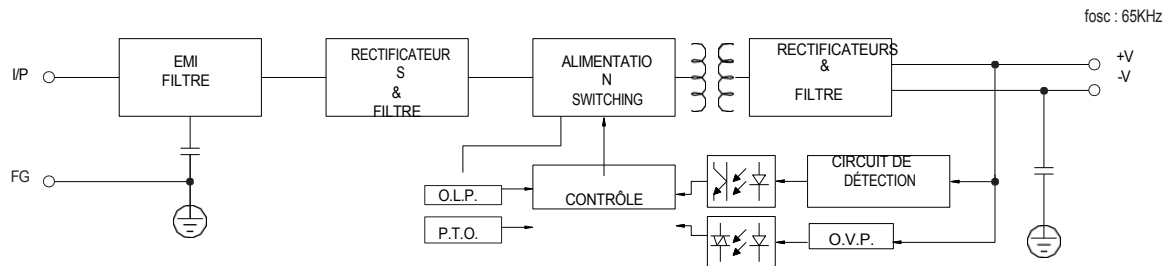 fosc : 65KHz
I/P
EMI
FILTRE
RECTIFICATEUR
S
&
FILTRE
ALIMENTATIO
N
SWITCHING
RECTIFICATEURS
&
FILTRE
+V
-V
FG
O.L.P.
P.T.O.
CONTRÔLE
CIRCUIT DE
DÉTECTION
O.V.P.